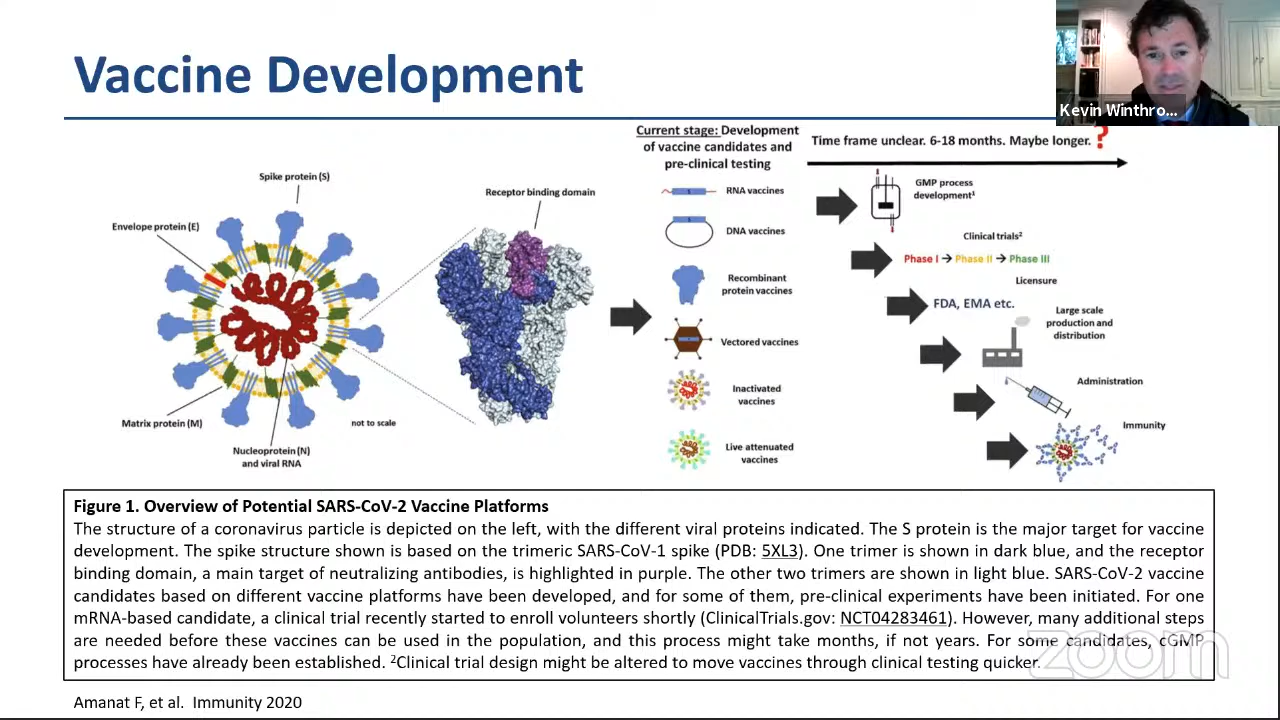 Vaccine Development
Kevin Winthro...
Current stage: Development
of vaccine candidates and
pre-clinical testing
Time frame unclear. 6-18 months. Maybe longer. ?
Spike protein (S)
Envelope protein (E)
Receptor binding domain
Matrix protein (M)
Nucleoprotein (N)
and viral RNA
not to scale
RNA vaccines
S
DNA vaccines
S
Recombinant
protein vaccines
Vectored vaccines
Inactivated
vaccines
Live attenuated
vaccines
GMP process
development¹
Clinical trials²
Phase I → Phase II → Phase III
Licensure
FDA, EMA etc.
Large scale
production and
distribution
Administration
Immunity
Figure 1. Overview of Potential SARS-CoV-2 Vaccine Platforms
The structure of a coronavirus particle is depicted on the left, with the different viral proteins indicated. The S protein is the major target for vaccine
development. The spike structure shown is based on the trimeric SARS-CoV-1 spike (PDB: 5XL3). One trimer is shown in dark blue, and the receptor
binding domain, a main target of neutralizing antibodies, is highlighted in purple. The other two trimers are shown in light blue. SARS-CoV-2 vaccine
candidates based on different vaccine platforms have been developed, and for some of them, pre-clinical experiments have been initiated. For one
mRNA-based candidate, a clinical trial recently started to enroll volunteers shortly (ClinicalTrials.gov: NCT04283461). However, many additional steps
are needed before these vaccines can be used in the population, and this process might take months, if not years. For some candidates, cGMP
processes have already been established. ²Clinical trial design might be altered to move vaccines through clinical testing quicker.
zoom
Amanat F, et al. Immunity 2020